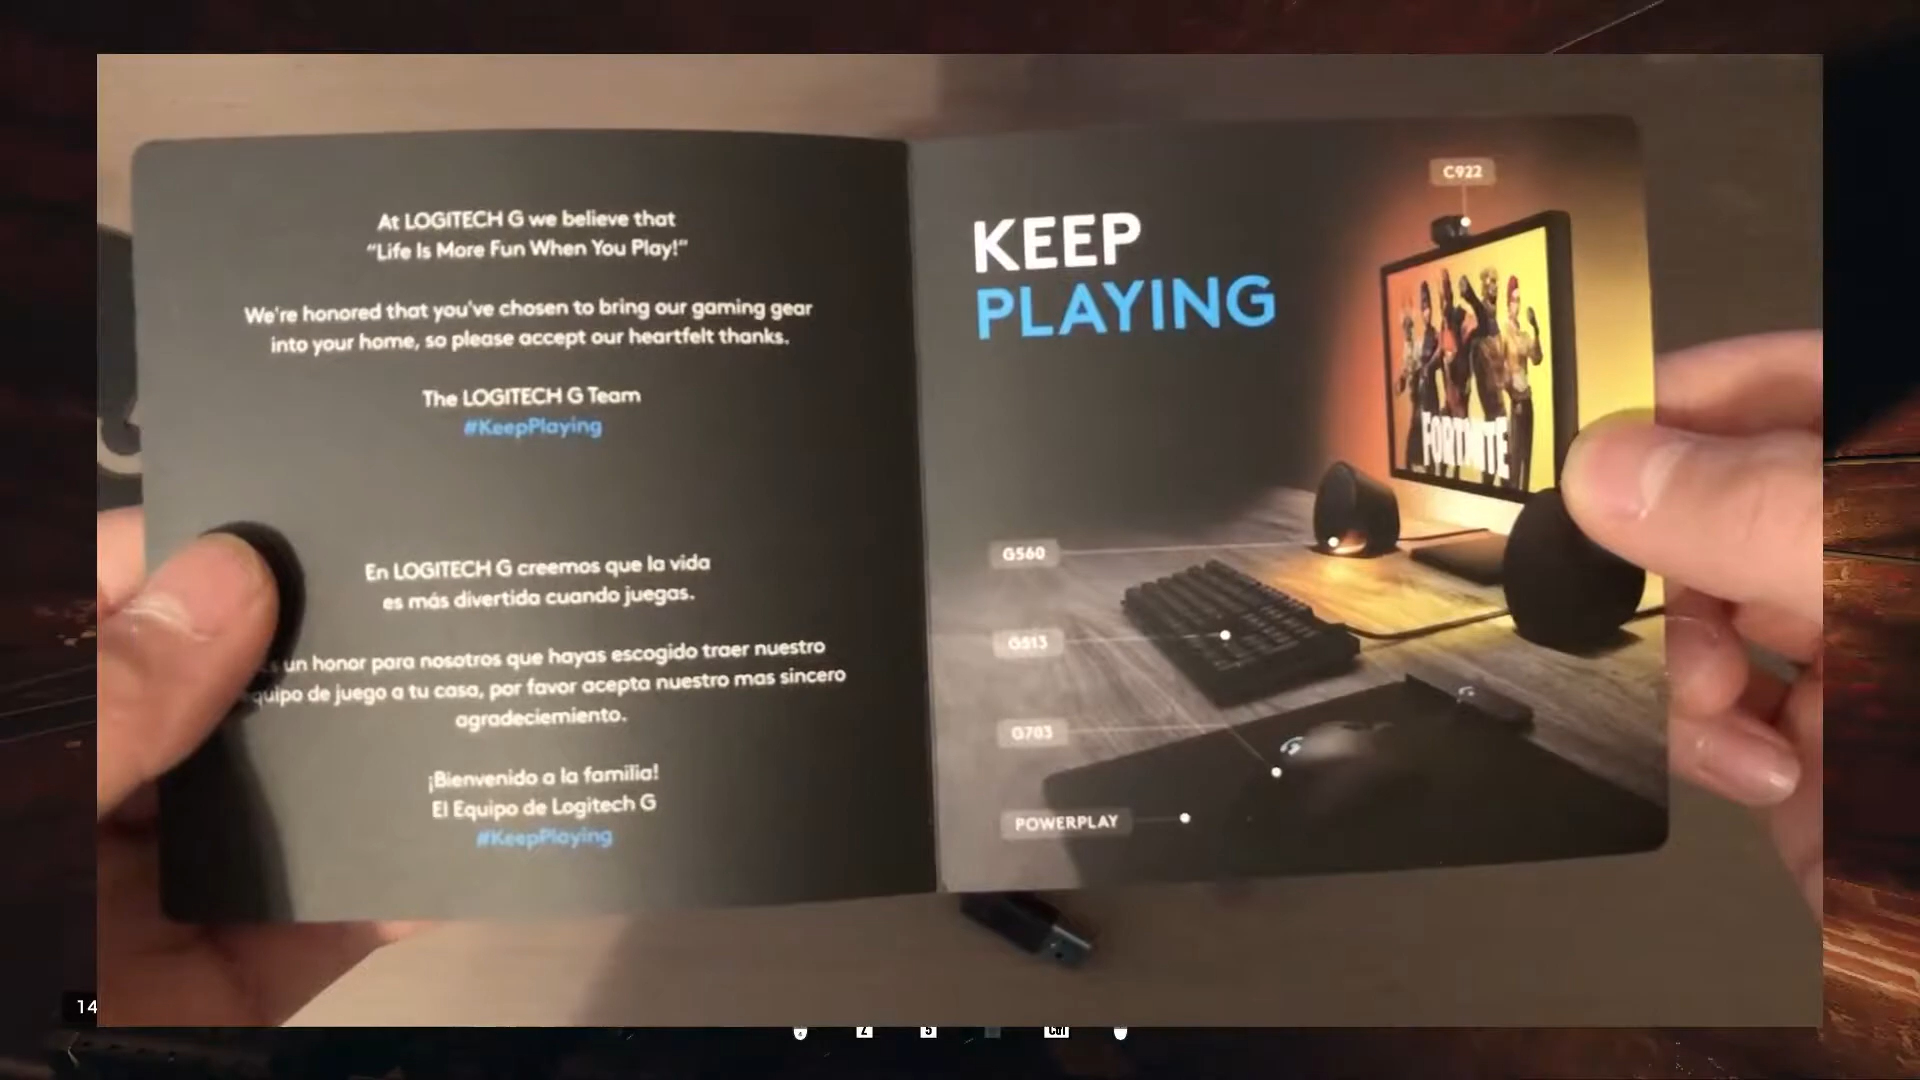 At LOGITECH G we believe that
"Life Is More Fun When You Play!"
We're honored that you've chosen to bring our gaming gear
into your home, so please accept our heartfelt thanks.
The LOGITECH G Team
#KeepPlaying
En LOGITECH G creemos que la vida
es más divertida cuando juegas.
un honor para nosotros que hayas escogido traer nuestro
de juego a tu casa, por favor acepta nuestro mas sincero
agradeciemiento.
¡Bienvenido a la familia!
El Equipo de Logitech G
#KeepPlaying
KEEP
PLAYING
C922
FORTNITE
G560
G513
G703
POWERPLAY
14
Z
5
Ctrl